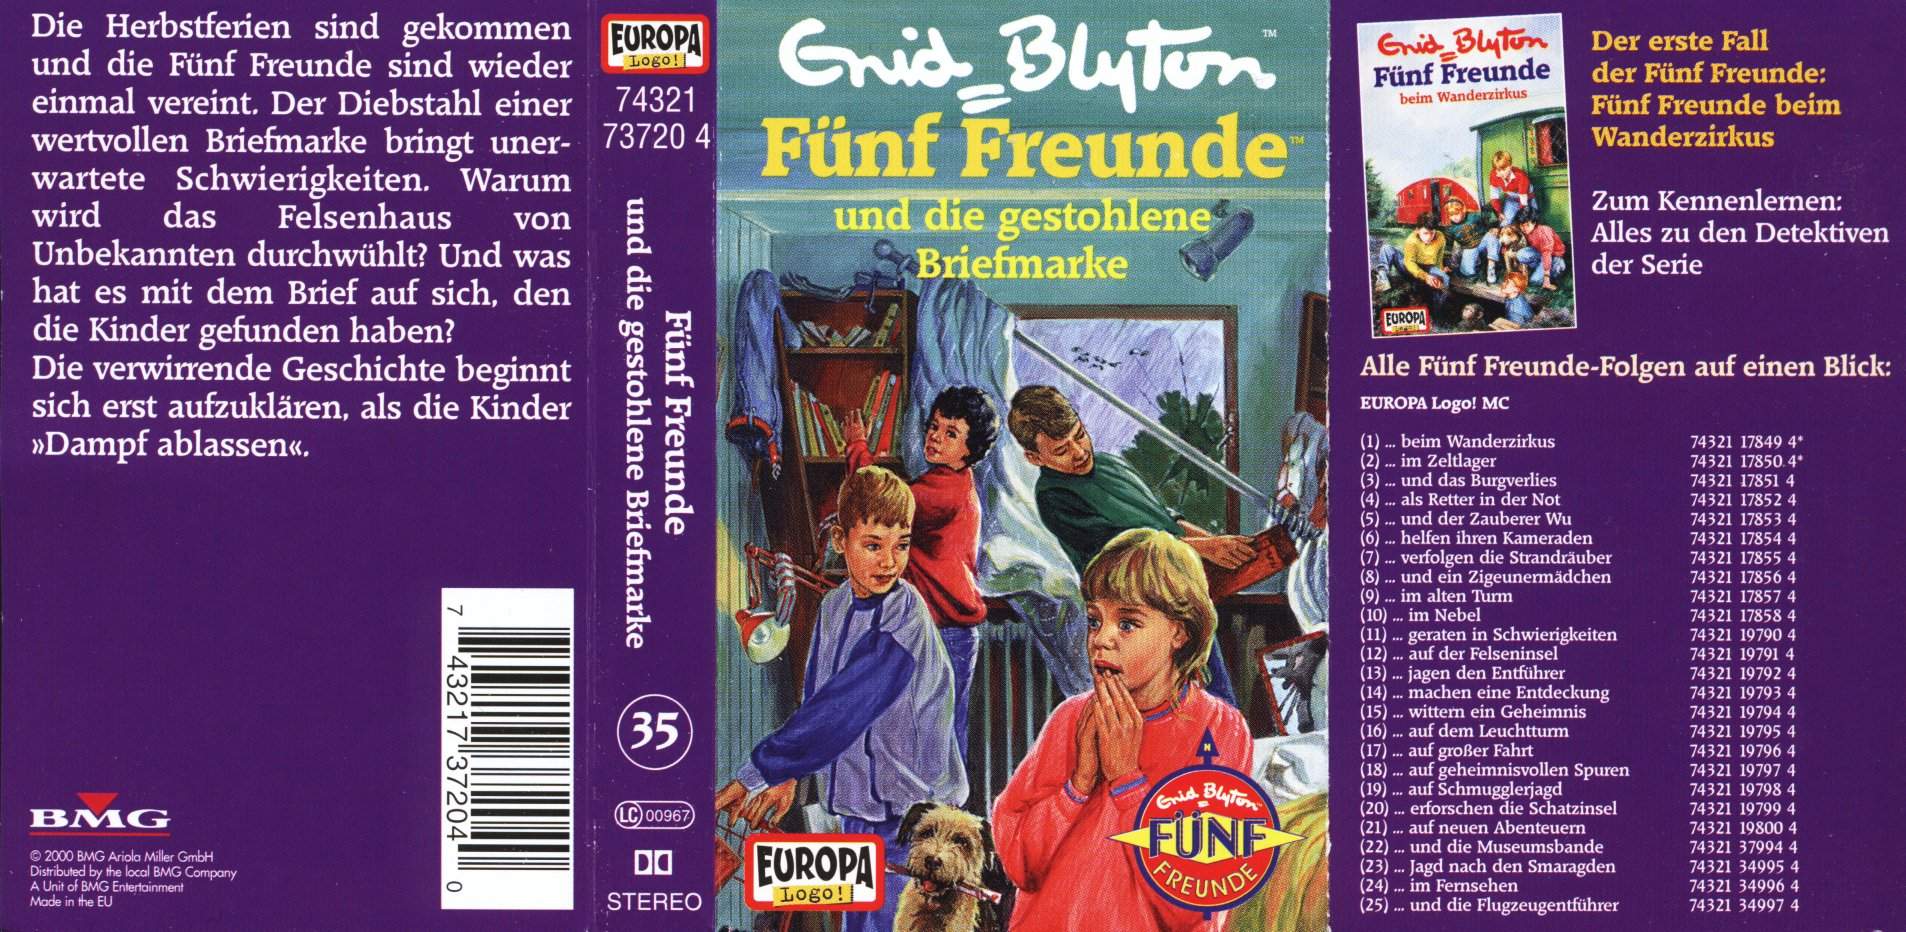 Die Herbstferien sind gekommen
und die Fünf Freunde sind wieder
einmal vereint. Der Diebstahl einer
wertvollen Briefmarke bringt uner-
wartete Schwierigkeiten. Warum
wird das Felsenhaus von
Unbekannten durchwühlt? Und was
hat es mit dem Brief auf sich, den
die Kinder gefunden haben?
Die verwirrende Geschichte beginnt
sich erst aufzuklären, als die Kinder
»Dampf ablassen«.
BMG
© 2000 BMG Ariola Miller GmbH
Distributed by the local BMG Company
A Unit of BMG Entertainment
Made in the EU
7 43217 37204 0
EUROPA
Logo!
74321
73720 4
Fünf Freunde
und die gestohlene Briefmarke
35
LC 00967
STEREO
Enid Blyton™
Fünf Freunde™
und die gestohlene
Briefmarke
EUROPA
Logo!
N
Enid Blyton™
FÜNF
FREUNDE
Enid Blyton
Fünf Freunde
beim Wanderzirkus
EUROPA
Logo!
Der erste Fall
der Fünf Freunde:
Fünf Freunde beim
Wanderzirkus
Zum Kennenlernen:
Alles zu den Detektiven
der Serie
Alle Fünf Freunde-Folgen auf einen Blick:
EUROPA Logo! MC
(1) ... beim Wanderzirkus 74321 17849 4*
(2) ... im Zeltlager 74321 17850 4*
(3) ... und das Burgverlies 74321 17851 4
(4) ... als Retter in der Not 74321 17852 4
(5) ... und der Zauberer Wu 74321 17853 4
(6) ... helfen ihren Kameraden 74321 17854 4
(7) ... verfolgen die Strandräuber 74321 17855 4
(8) ... und ein Zigeunermädchen 74321 17856 4
(9) ... im alten Turm 74321 17857 4
(10) ... im Nebel 74321 17858 4
(11) ... geraten in Schwierigkeiten 74321 19790 4
(12) ... auf der Felseninsel 74321 19791 4
(13) ... jagen den Entführer 74321 19792 4
(14) ... machen eine Entdeckung 74321 19793 4
(15) ... wittern ein Geheimnis 74321 19794 4
(16) ... auf dem Leuchtturm 74321 19795 4
(17) ... auf großer Fahrt 74321 19796 4
(18) ... auf geheimnisvollen Spuren 74321 19797 4
(19) ... auf Schmugglerjagd 74321 19798 4
(20) ... erforschen die Schatzinsel 74321 19799 4
(21) ... auf neuen Abenteuern 74321 19800 4
(22) ... und die Museumsbande 74321 37994 4
(23) ... Jagd nach den Smaragden 74321 34995 4
(24) ... im Fernsehen 74321 34996 4
(25) ... und die Flugzeugentführer 74321 34997 4